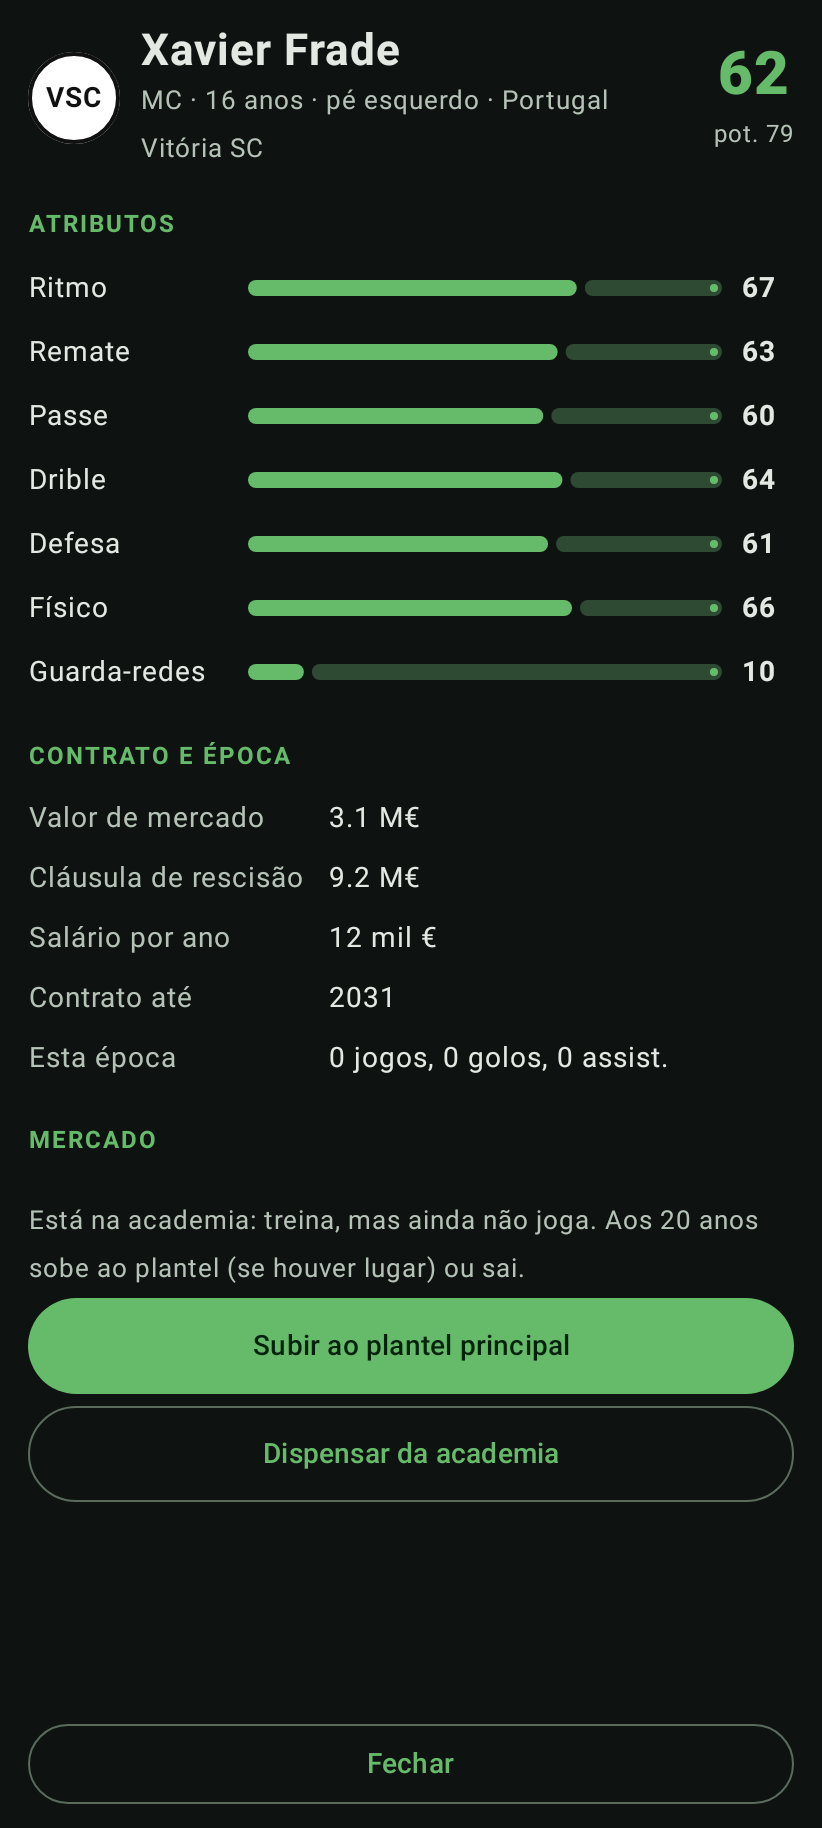 VSC
Xavier Frade
MC · 16 anos · pé esquerdo · Portugal
Vitória SC
62
pot. 79
ATRIBUTOS
Ritmo 67
Remate 63
Passe 60
Drible 64
Defesa 61
Físico 66
Guarda-redes 10
CONTRATO E ÉPOCA
Valor de mercado 3.1 M€
Cláusula de rescisão 9.2 M€
Salário por ano 12 mil €
Contrato até 2031
Esta época 0 jogos, 0 golos, 0 assist.
MERCADO
Está na academia: treina, mas ainda não joga. Aos 20 anos
sobe ao plantel (se houver lugar) ou sai.
Subir ao plantel principal
Dispensar da academia
Fechar